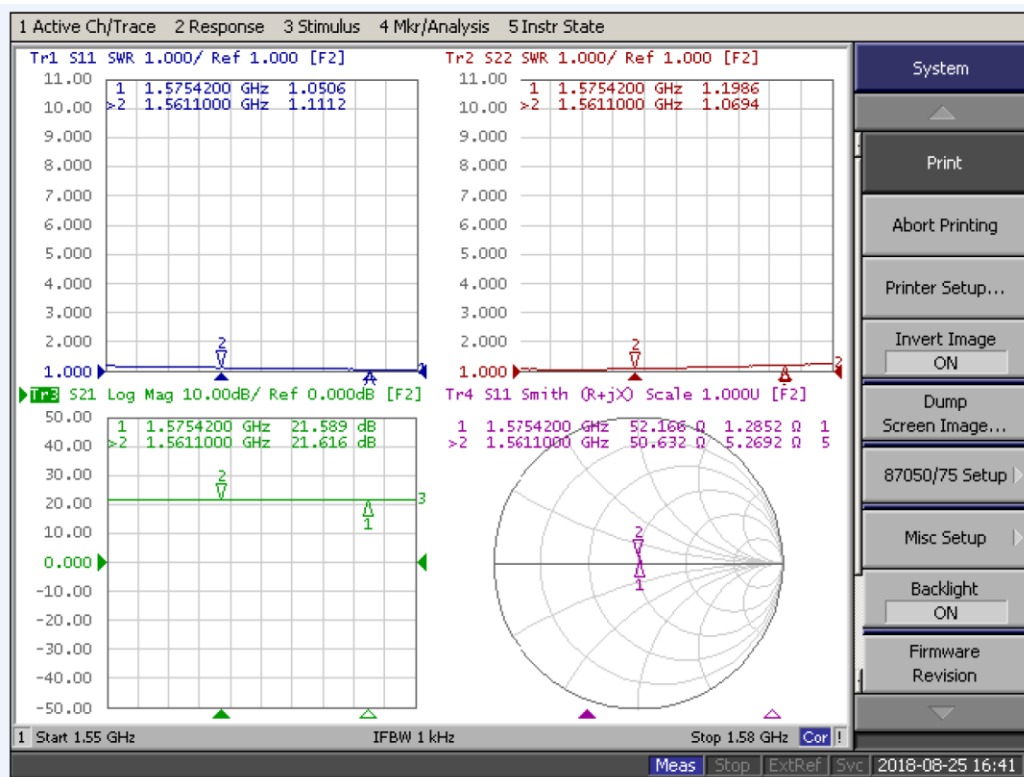 1 Active Ch/Trace 2 Response 3 Stimulus 4 Mkr/Analysis 5 Instr State
Tr1 S11 SWR 1.000/ Ref 1.000 [F2]
11.00
10.00
9.000
8.000
7.000
6.000
5.000
4.000
3.000
2.000
1.000
1 1.5754200 GHz 1.0506
>2 1.5611000 GHz 1.1112
2
1
Tr2 S22 SWR 1.000/ Ref 1.000 [F2]
11.00
10.00
9.000
8.000
7.000
6.000
5.000
4.000
3.000
2.000
1.000
1 1.5754200 GHz 1.1986
>2 1.5611000 GHz 1.0694
2
2
Tr3 S21 Log Mag 10.00dB/ Ref 0.000dB [F2]
50.00
40.00
30.00
20.00
10.00
0.000
-10.00
-20.00
-30.00
-40.00
-50.00
1 1.5754200 GHz 21.589 dB
>2 1.5611000 GHz 21.616 dB
2
3
1
Tr4 S11 Smith (R+jX) Scale 1.000U [F2]
1 1.5754200 GHz 52.166 Ω 1.2852 Ω 1
>2 1.5611000 GHz 50.632 Ω 5.2692 Ω 5
2
1
1 Start 1.55 GHz IFBW 1 kHz Stop 1.58 GHz Cor !
System
Print
Abort Printing
Printer Setup...
Invert Image
ON
Dump
Screen Image...
87050/75 Setup
Misc Setup
Backlight
ON
Firmware
Revision
Meas Stop ExtRef Svc 2018-08-25 16:41